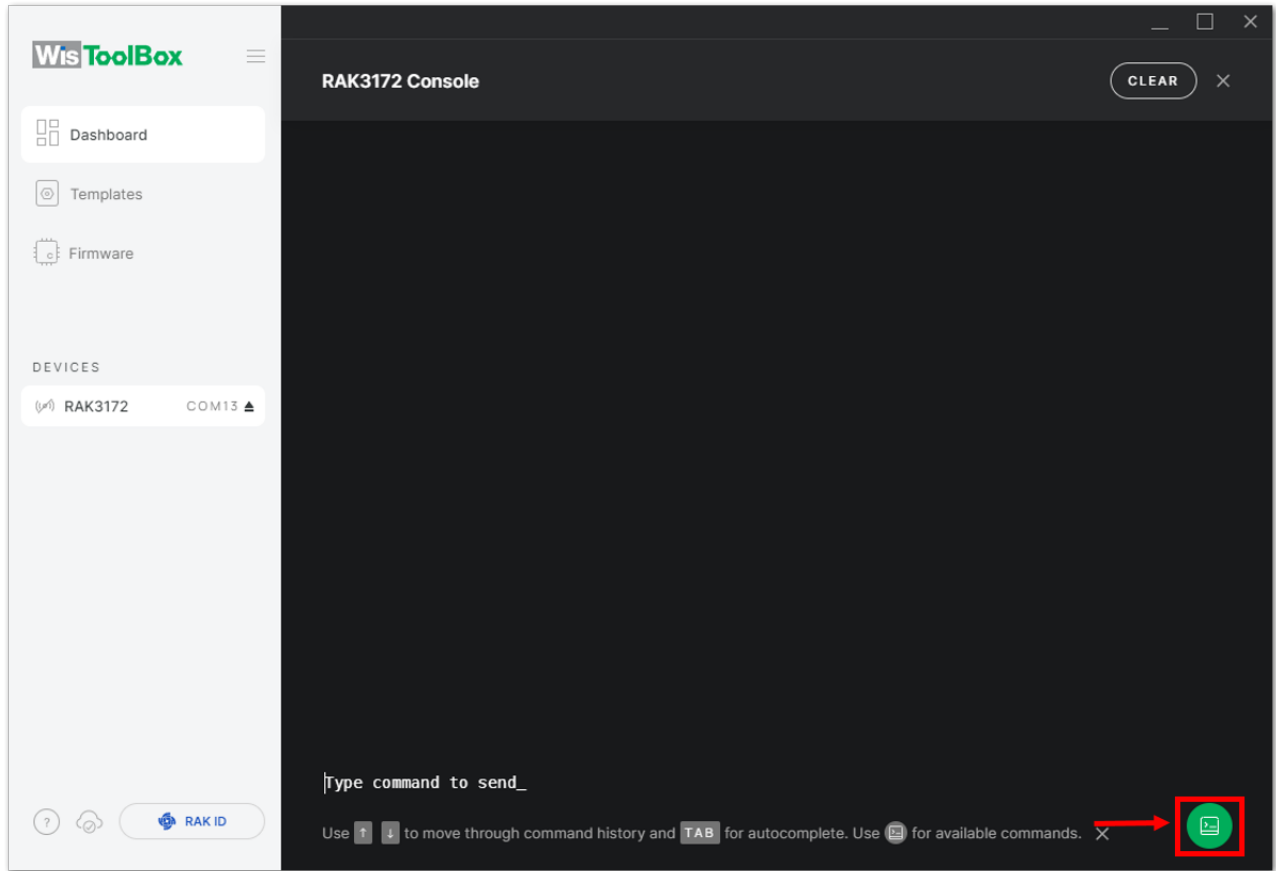 WisToolBox
Dashboard
Templates
Firmware
DEVICES
RAK3172 COM13
? RAK ID
RAK3172 Console
CLEAR
Type command to send_
Use ↑ ↓ to move through command history and TAB for autocomplete. Use for available commands.